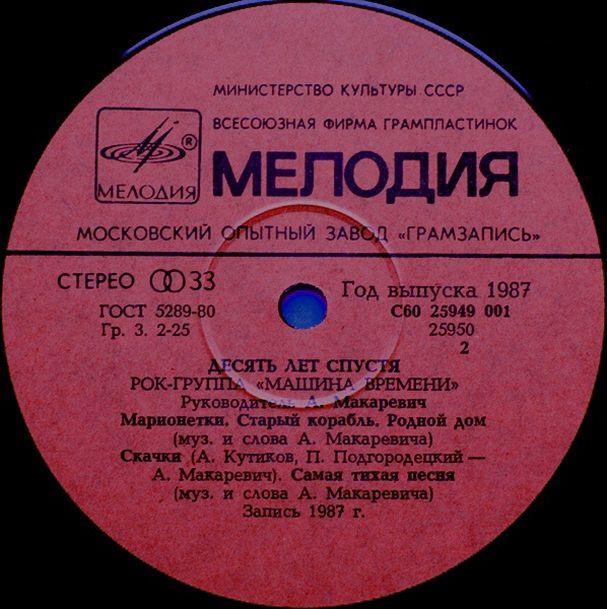 МИНИСТЕРСТВО КУЛЬТУРЫ СССР
ВСЕСОЮЗНАЯ ФИРМА ГРАМПЛАСТИНОК
®
МЕЛОДИЯ
МЕЛОДИЯ
МОСКОВСКИЙ ОПЫТНЫЙ ЗАВОД «ГРАМЗАПИСЬ»
СТЕРЕО 33
Год выпуска 1987
ГОСТ 5289-80
С60 25949 001
Гр. 3. 2-25
25950
2
ДЕСЯТЬ ЛЕТ СПУСТЯ
РОК-ГРУППА «МАШИНА ВРЕМЕНИ»
Руководитель А. Макаревич
Марионетки. Старый корабль. Родной дом
(муз. и слова А. Макаревича)
Скачки (А. Кутиков, П. Подгородецкий —
А. Макаревич). Самая тихая песня
(муз. и слова А. Макаревича)
Запись 1987 г.